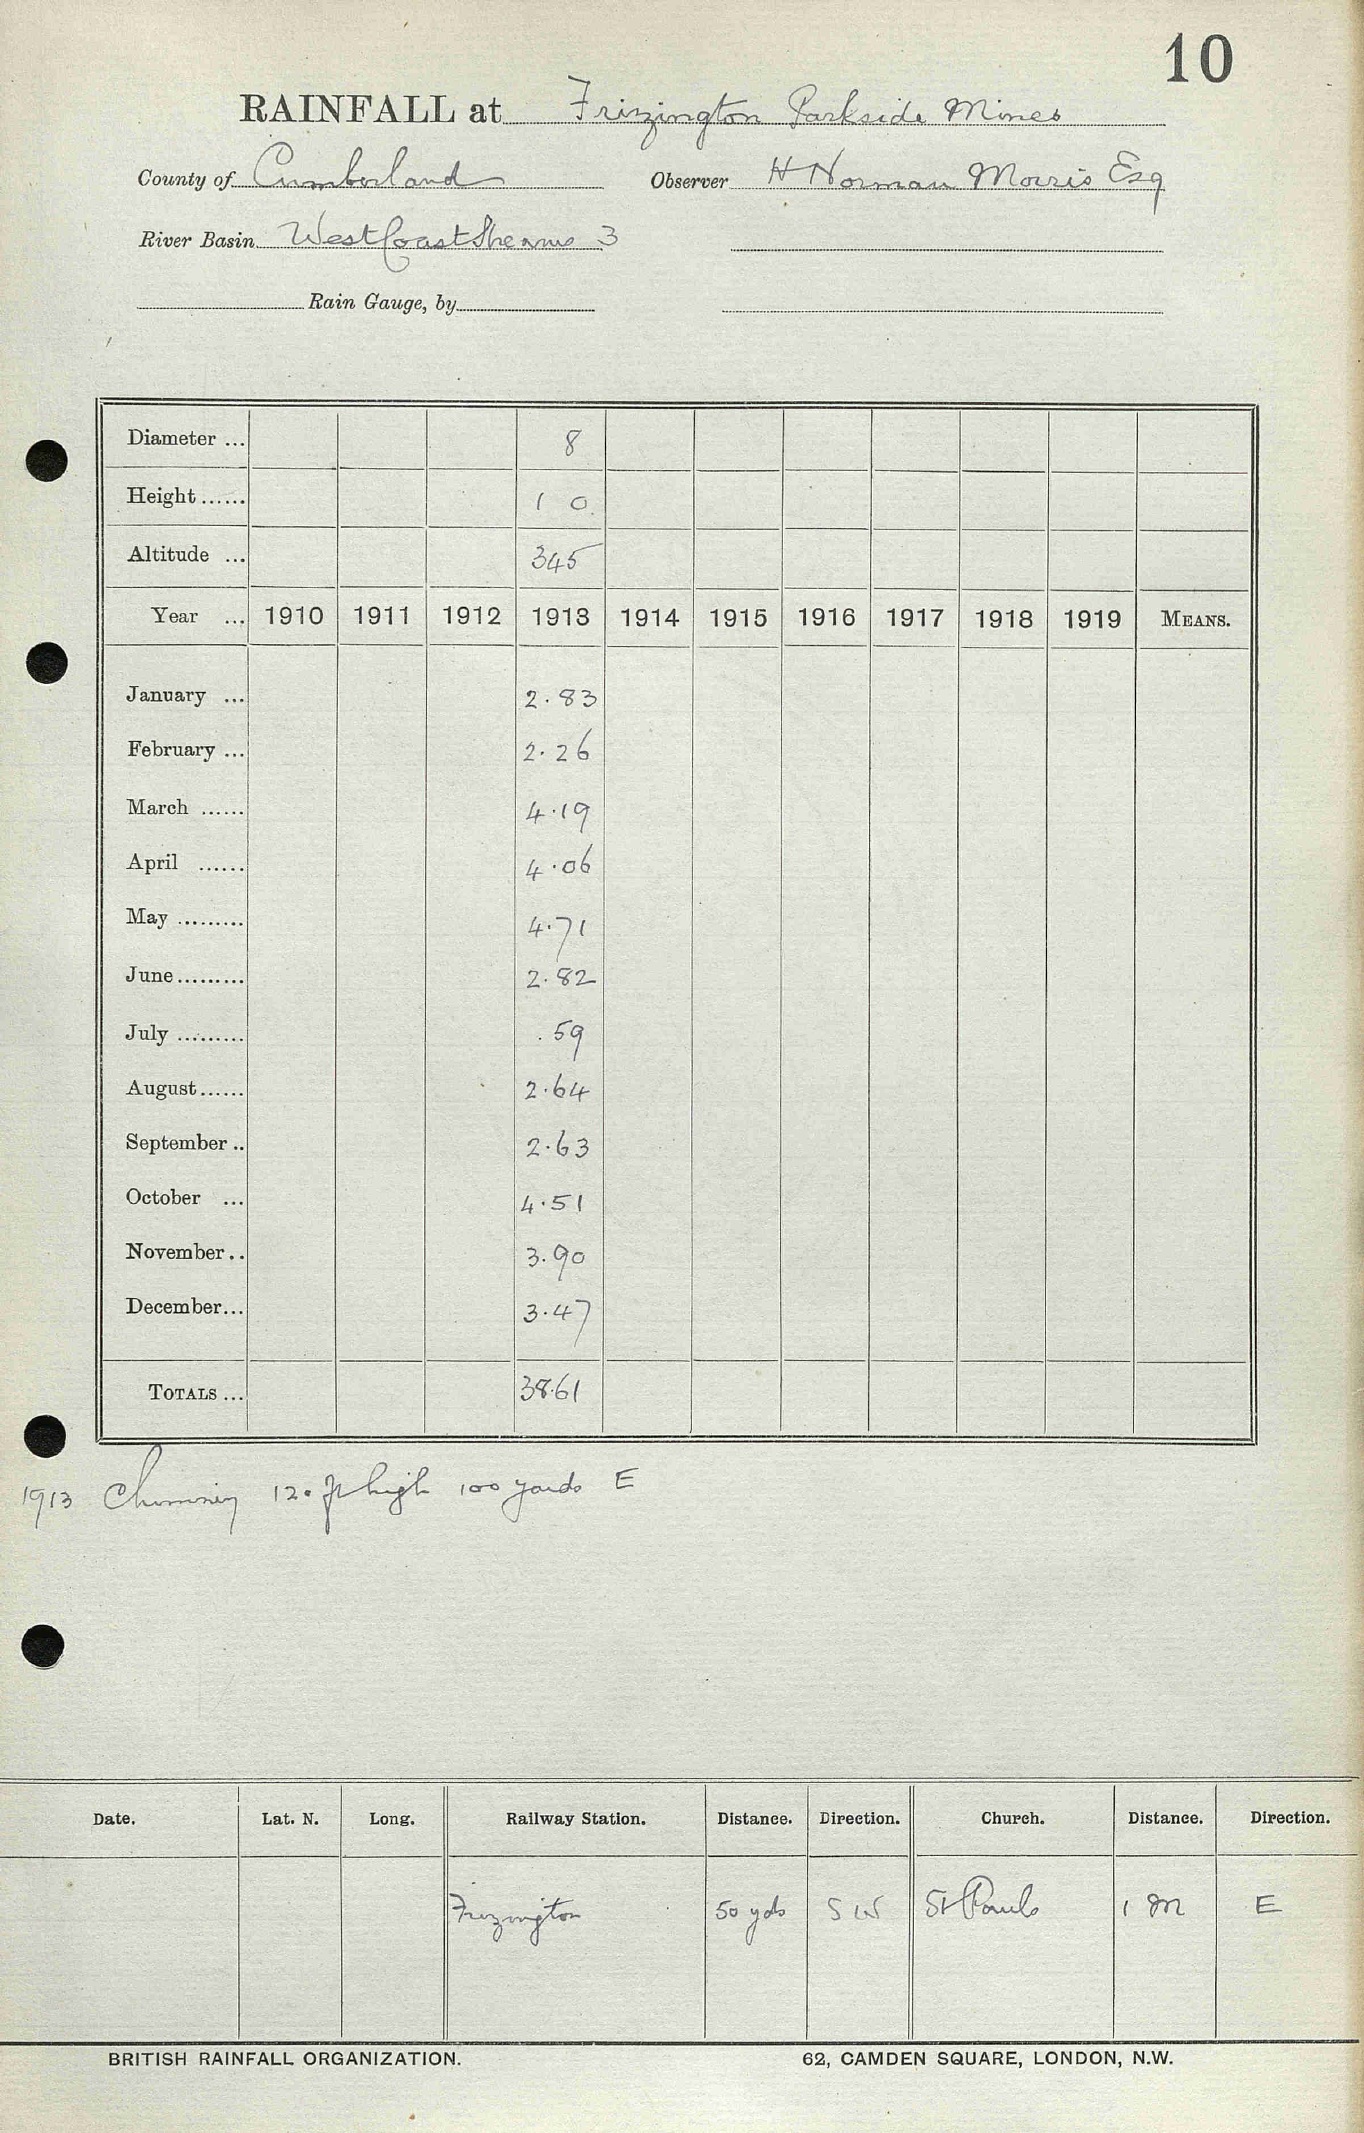 10
RAINFALL at Frizington Parkside Mines
County of Cumberland Observer H Norman Morris Esq
River Basin West Coast Streams 3
Rain Gauge, by
Diameter ... 8
Height ...... 1 0
Altitude ... 345
Year ... 1910 1911 1912 1913 1914 1915 1916 1917 1918 1919 MEANS.
January ... 2.83
February ... 2.26
March ...... 4.19
April ...... 4.06
May ......... 4.71
June ......... 2.82
July ......... .59
August ...... 2.64
September .. 2.63
October ... 4.51
November .. 3.90
December ... 3.47
TOTALS ... 38.61
1913 Chimney 120 ft high 100 yards E
Date. Lat. N. Long. Railway Station. Distance. Direction. Church. Distance. Direction.
Frizington 50 yds SW St Pauls 1 M E
BRITISH RAINFALL ORGANIZATION. 62, CAMDEN SQUARE, LONDON, N.W.